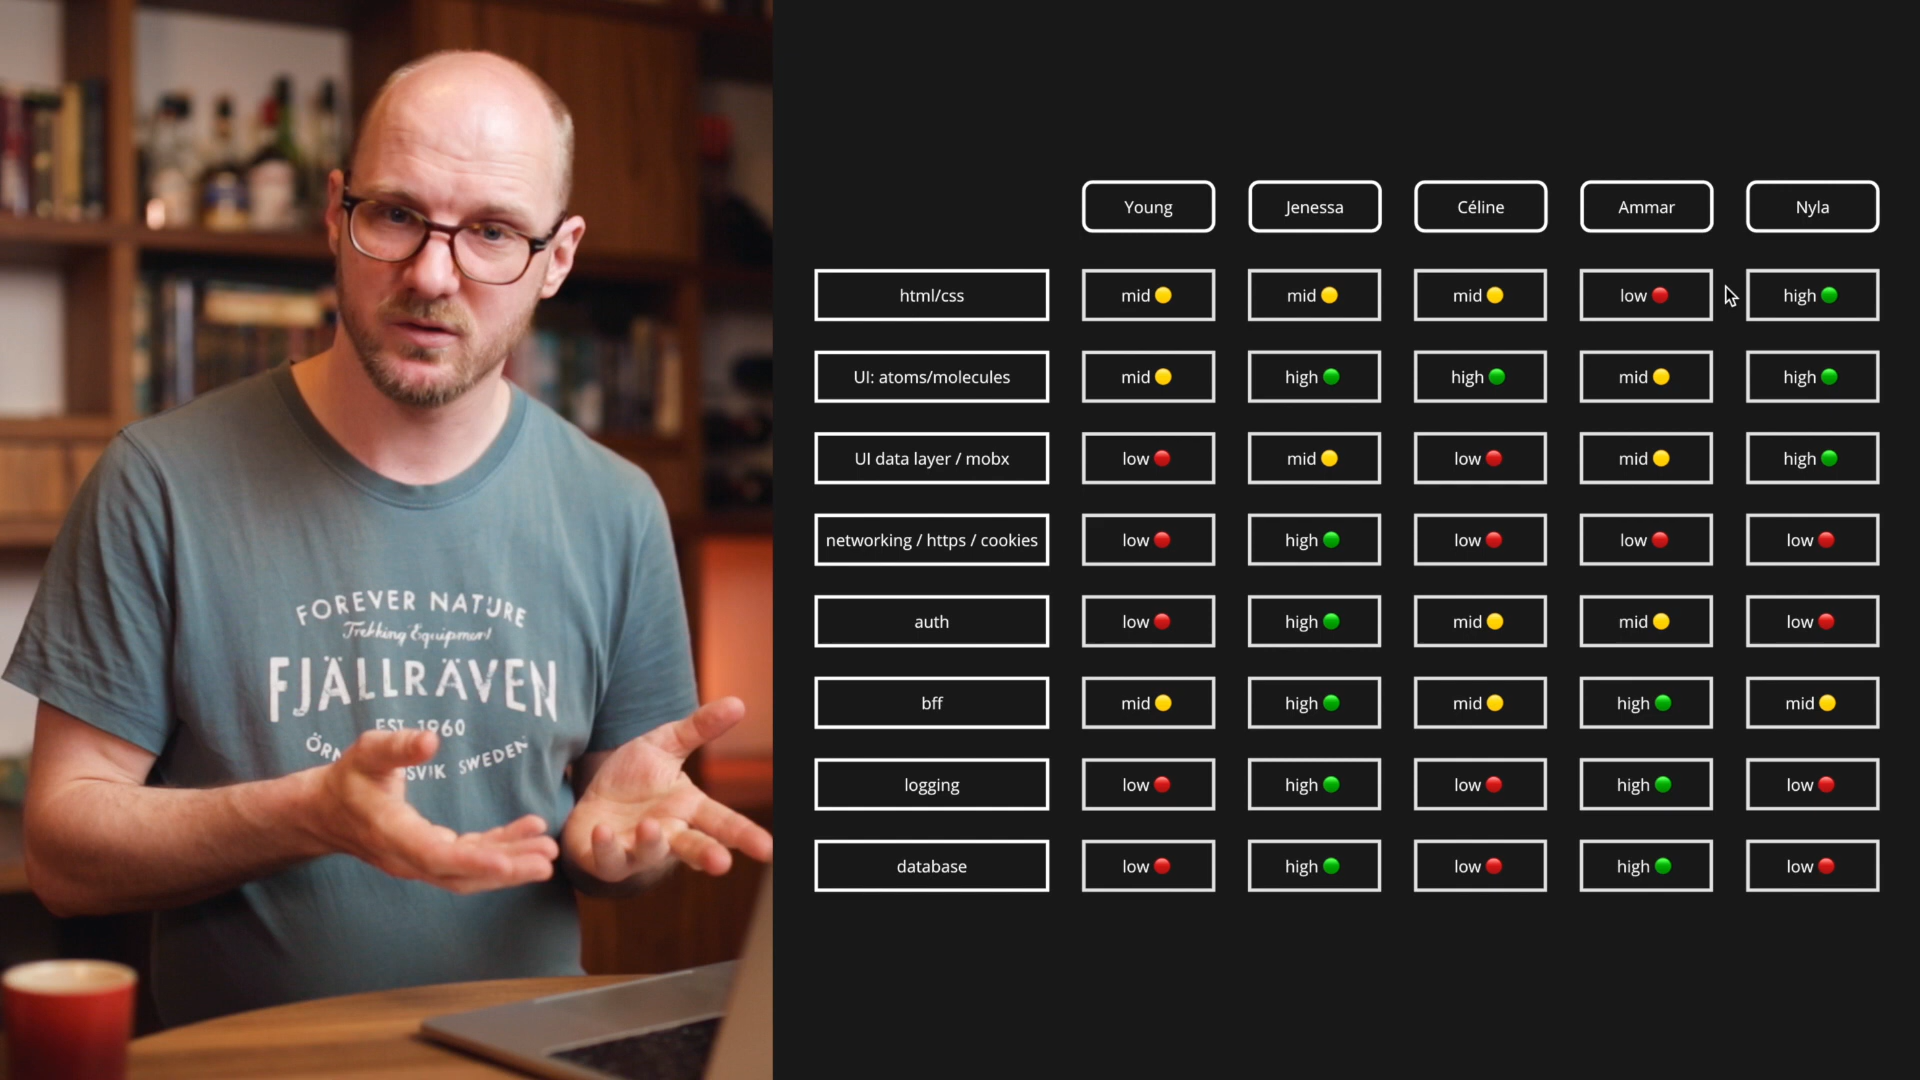 FOREVER NATURE
Trekking Equipment
FJÄLLRÄVEN
EST. 1960
SWEDEN
Young Jenessa Céline Ammar Nyla
html/css mid mid mid low high
UI: atoms/molecules mid high high mid high
UI data layer / mobx low mid low mid high
networking / https / cookies low high low low low
auth low high mid mid low
bff mid high mid high mid
logging low high low high low
database low high low high low